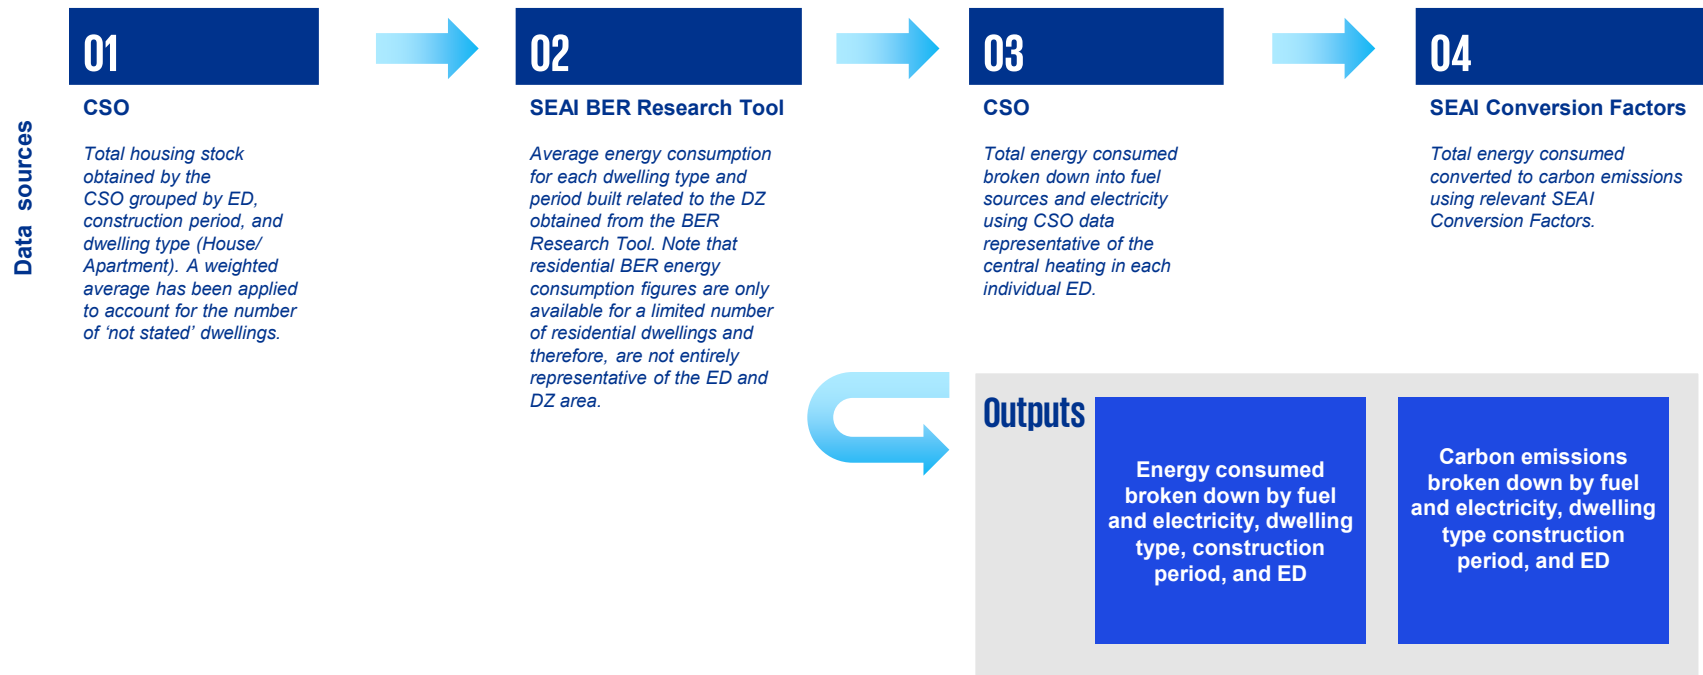 Data sources
01
CSO
Total housing stock
obtained by the
CSO grouped by ED,
construction period, and
dwelling type (House/
Apartment). A weighted
average has been applied
to account for the number
of ‘not stated’ dwellings.
02
SEAI BER Research Tool
Average energy consumption
for each dwelling type and
period built related to the DZ
obtained from the BER
Research Tool. Note that
residential BER energy
consumption figures are only
available for a limited number
of residential dwellings and
therefore, are not entirely
representative of the ED and
DZ area.
03
CSO
Total energy consumed
broken down into fuel
sources and electricity
using CSO data
representative of the
central heating in each
individual ED.
04
SEAI Conversion Factors
Total energy consumed
converted to carbon emissions
using relevant SEAI
Conversion Factors.
Outputs
Energy consumed
broken down by fuel
and electricity, dwelling
type, construction
period, and ED
Carbon emissions
broken down by fuel
and electricity, dwelling
type construction
period, and ED